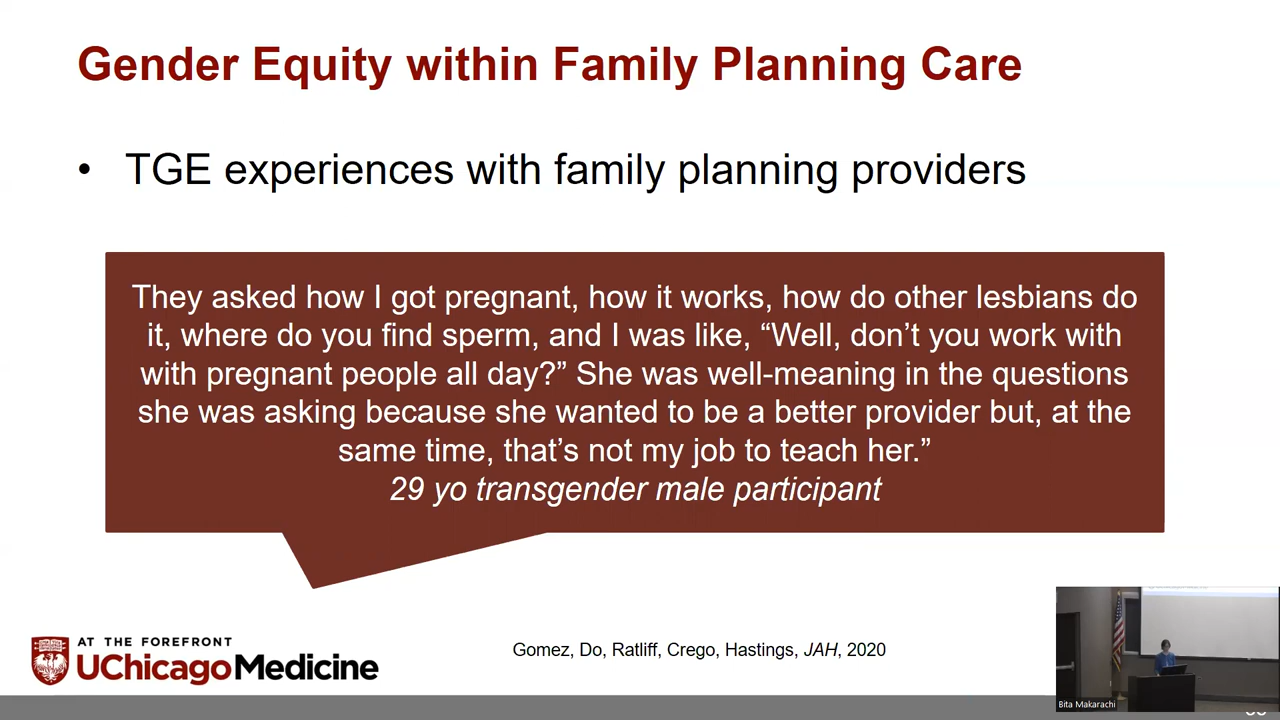 Gender Equity within Family Planning Care
• TGE experiences with family planning providers
They asked how I got pregnant, how it works, how do other lesbians do
it, where do you find sperm, and I was like, “Well, don’t you work with
with pregnant people all day?” She was well-meaning in the questions
she was asking because she wanted to be a better provider but, at the
same time, that’s not my job to teach her.”
29 yo transgender male participant
AT THE FOREFRONT
UChicagoMedicine
Gomez, Do, Ratliff, Crego, Hastings, JAH, 2020
Bita Makarachi